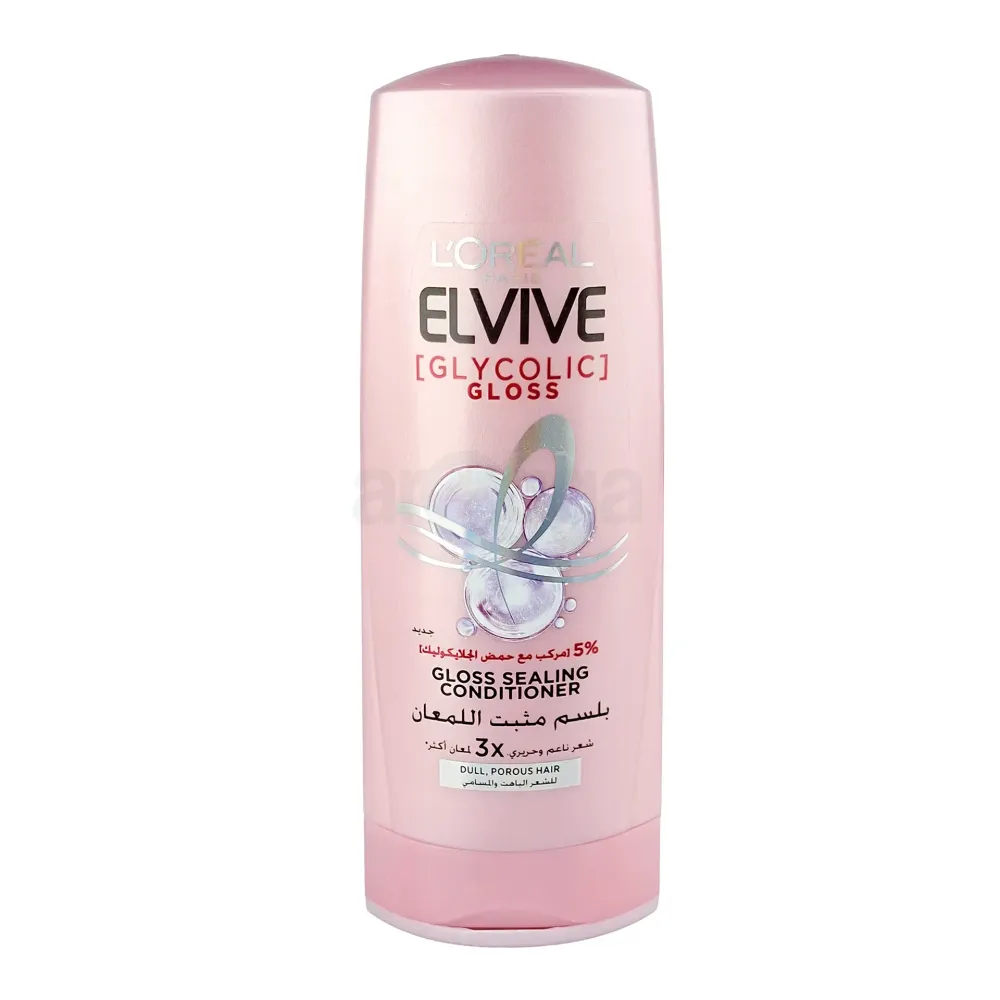 L'ORÉAL
PARIS
ELVIVE
[GLYCOLIC]
GLOSS
جديد
5% [مركب مع حمض الجلايكوليك]
GLOSS SEALING
CONDITIONER
بلسم مثبت اللمعان
شعر ناعم وحريري. 3x لمعان أكثر*
DULL, POROUS HAIR
للشعر الباهت والمسامي